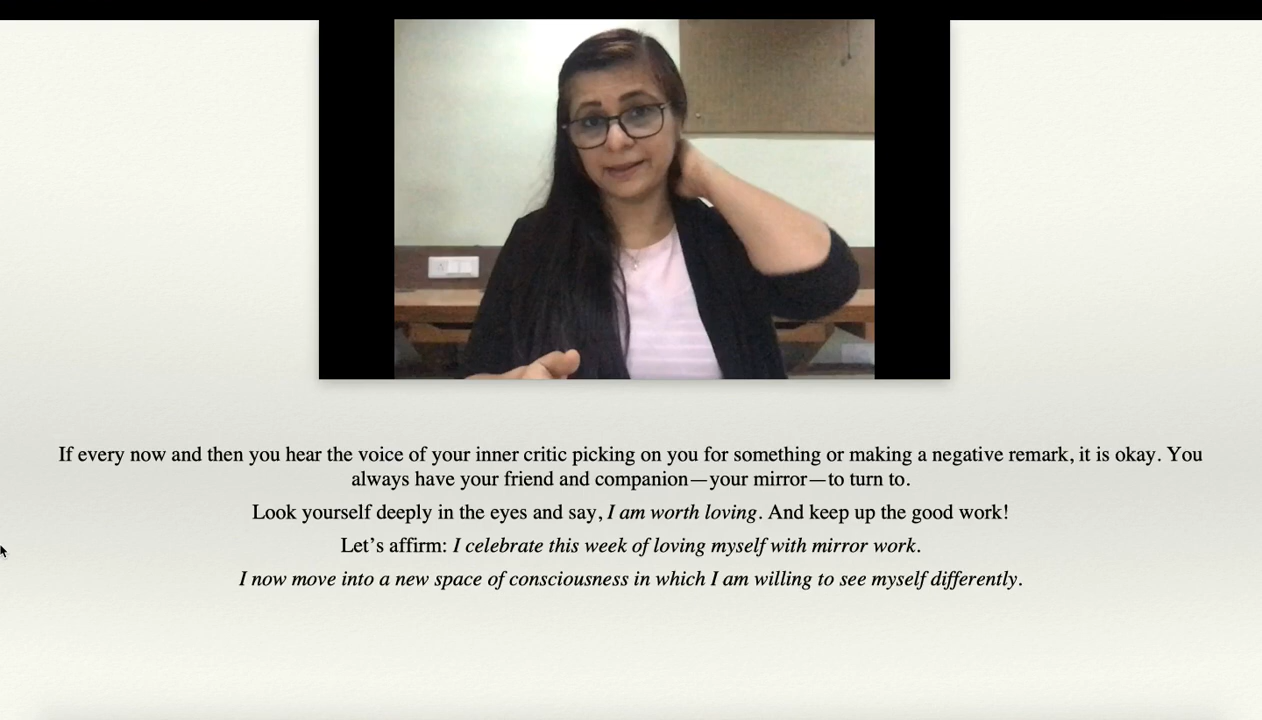 If every now and then you hear the voice of your inner critic picking on you for something or making a negative remark, it is okay. You
always have your friend and companion—your mirror—to turn to.
Look yourself deeply in the eyes and say, I am worth loving. And keep up the good work!
Let’s affirm: I celebrate this week of loving myself with mirror work.
I now move into a new space of consciousness in which I am willing to see myself differently.